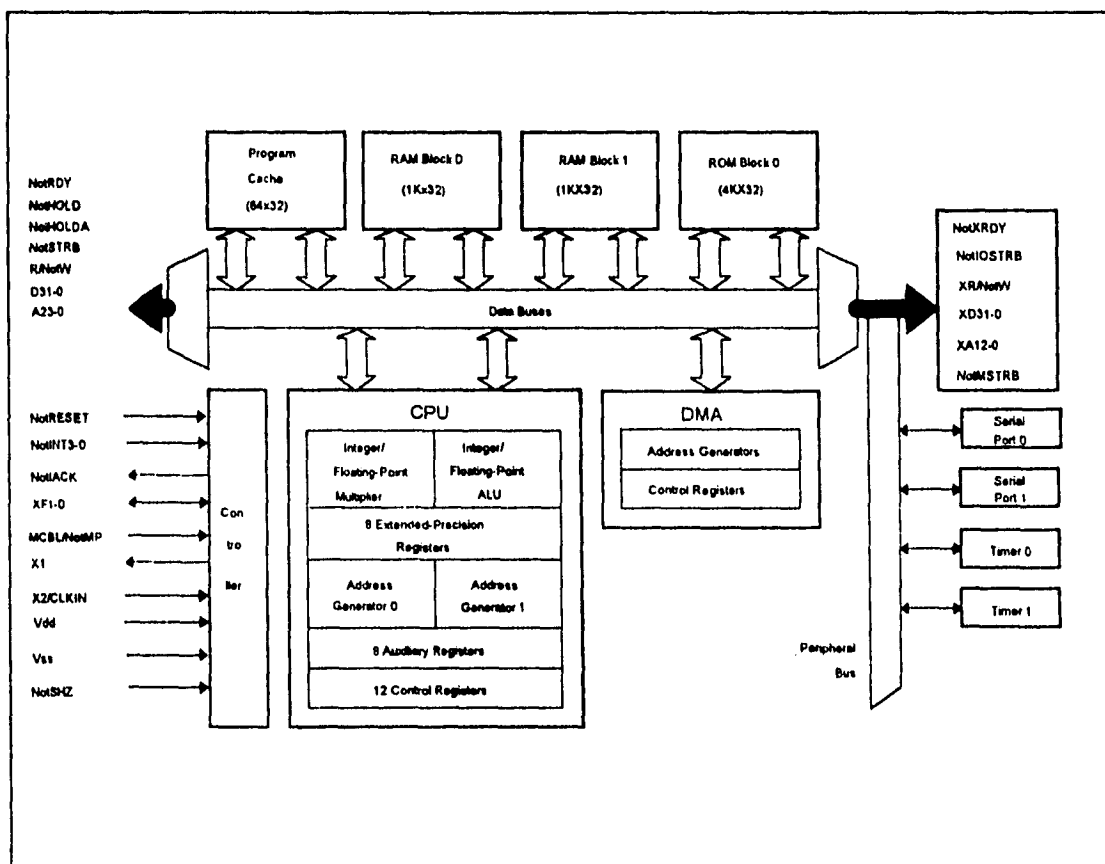 Program
Cache
(64x32)
RAM Block 0
(1Kx32)
RAM Block 1
(1KX32)
ROM Block 0
(4KX32)
NotRDY
NotHOLD
NotHOLDA
NotSTRB
R/NotW
D31-0
A23-0
Data Buses
NotXRDY
NotIOSTRB
XR/NotW
XD31-0
XA12-0
NotMSTRB
NotRESET
NotINT3-0
NotIACK
XF1-0
MCBL/NotMP
X1
X2/CLKIN
Vdd
Vss
NotSHZ
Con
tro
ller
CPU
Integer/
Floating-Point
Multiplier
Integer/
Floating-Point
ALU
8 Extended-Precision
Registers
Address
Generator 0
Address
Generator 1
8 Auxiliary Registers
12 Control Registers
DMA
Address Generators
Control Registers
Serial
Port 0
Serial
Port 1
Timer 0
Timer 1
Peripheral
Bus